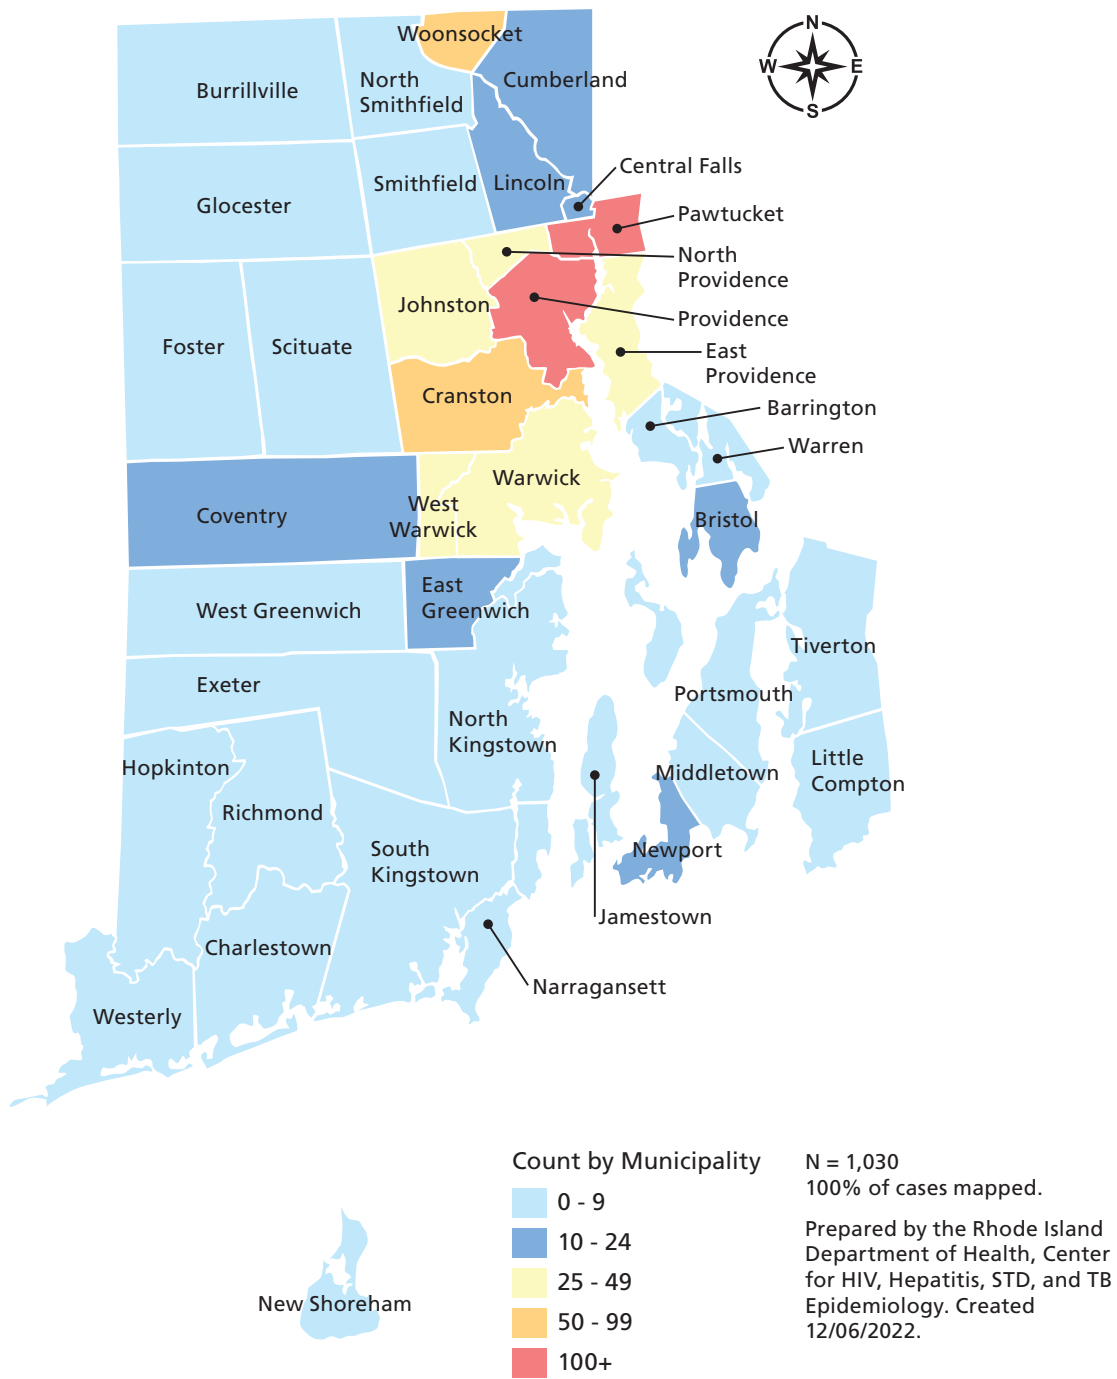 N
W
E
S
Woonsocket
Burrillville
North
Smithfield
Cumberland
Central Falls
Smithfield
Lincoln
Glocester
Pawtucket
North
Providence
Johnston
Providence
Foster
Scituate
East
Providence
Cranston
Barrington
Warren
Warwick
West
Warwick
Coventry
Bristol
East
Greenwich
West Greenwich
Tiverton
Exeter
Portsmouth
North
Kingstown
Hopkinton
Middletown
Little
Compton
Richmond
South
Kingstown
Newport
Jamestown
Charlestown
Narragansett
Westerly
New Shoreham
Count by Municipality
0 - 9
10 - 24
25 - 49
50 - 99
100+
N = 1,030
100% of cases mapped.
Prepared by the Rhode Island
Department of Health, Center
for HIV, Hepatitis, STD, and TB
Epidemiology. Created
12/06/2022.